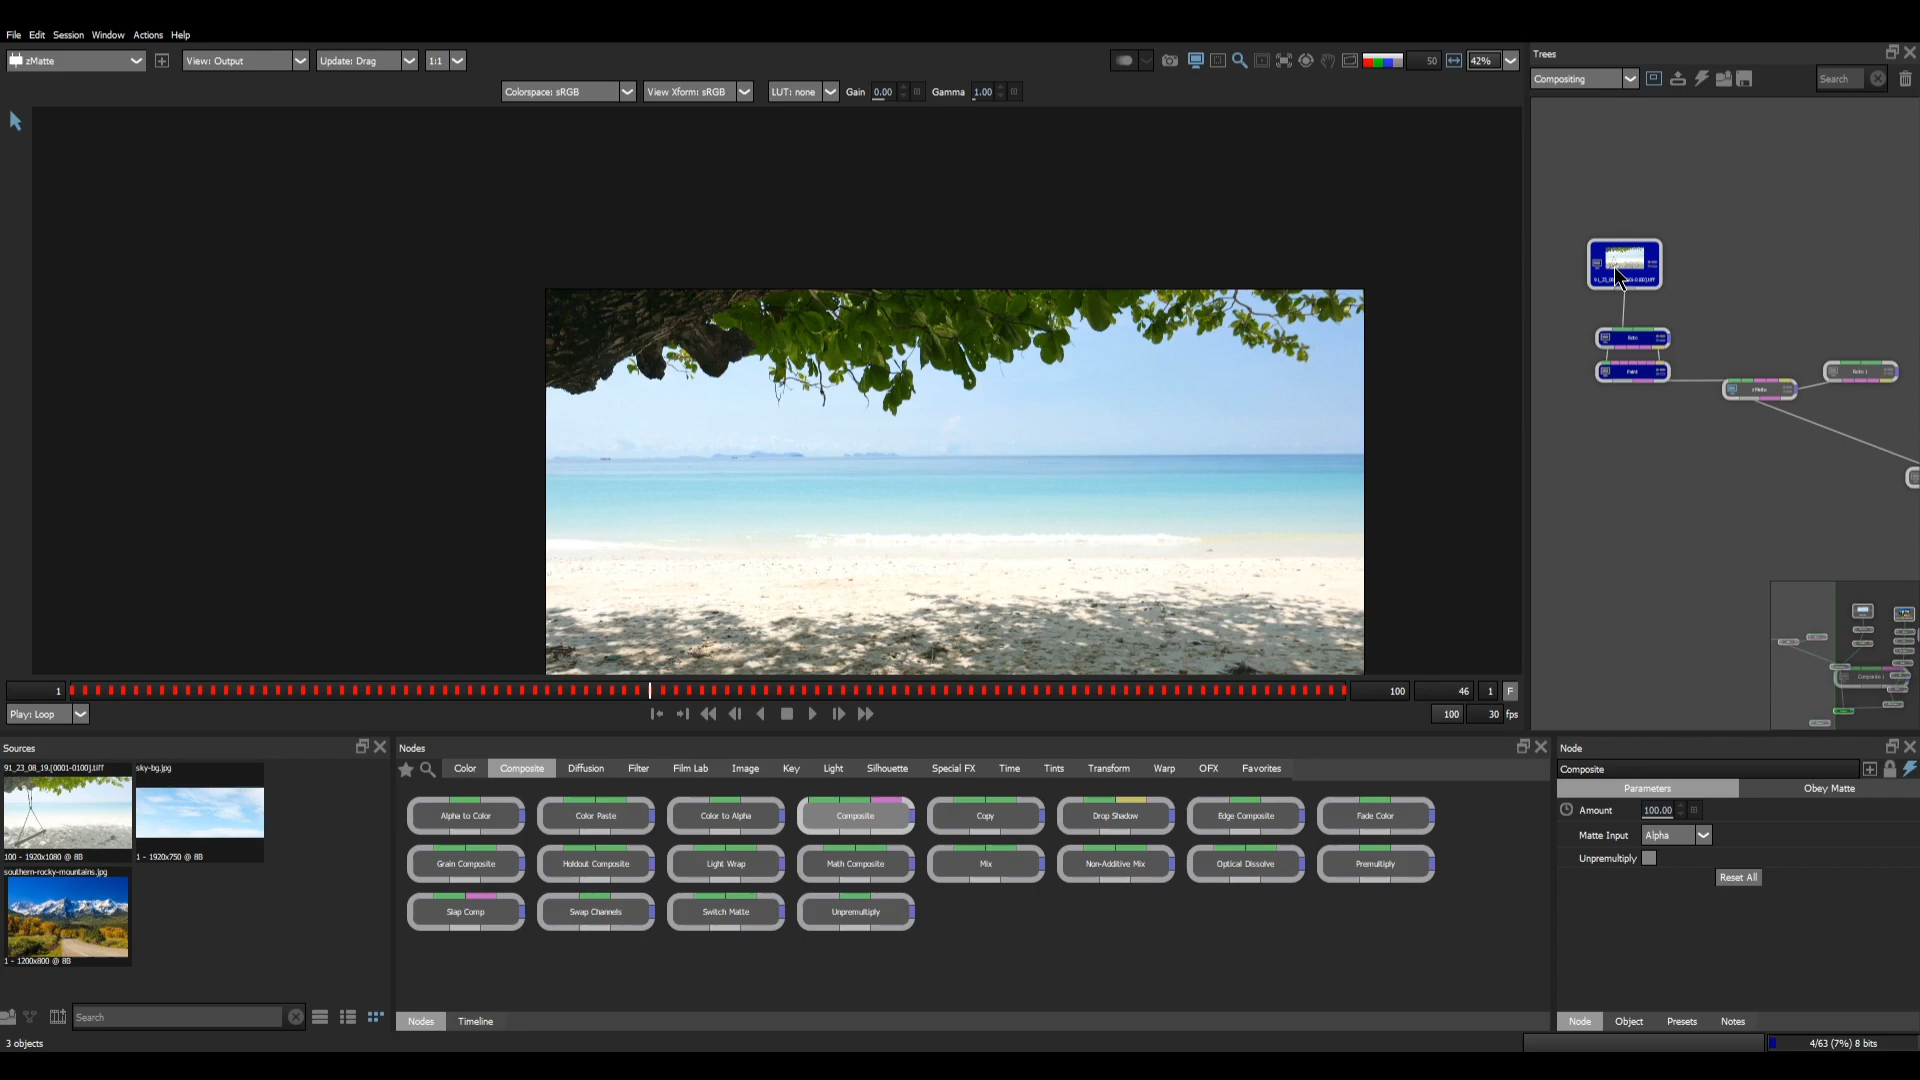 File Edit Session Window Actions Help
zMatte View: Output Update: Drag 1:1 50 42%
Colorspace: sRGB View Xform: sRGB LUT: none Gain 0.00 Gamma 1.00
Trees
Compositing Search
Roto
Paint
zMatte
Roto 1
Composite 1
1 100 46 1 F
Play: Loop 100 30 fps
Sources
91_23_08_19.[0001-0100].tiff sky-bg.jpg
100 - 1920x1080 @ 8B 1 - 1920x750 @ 8B
southern-rocky-mountains.jpg
1 - 1200x800 @ 8B
Search
3 objects
Nodes
Color Composite Diffusion Filter Film Lab Image Key Light Silhouette Special FX Time Tints Transform Warp OFX Favorites
Alpha to Color Color Paste Color to Alpha Composite Copy Drop Shadow Edge Composite Fade Color
Grain Composite Holdout Composite Light Wrap Math Composite Mix Non-Additive Mix Optical Dissolve Premultiply
Slap Comp Swap Channels Switch Matte Unpremultiply
Nodes Timeline
Node
Composite
Parameters Obey Matte
Amount 100.00
Matte Input Alpha
Unpremultiply
Reset All
Node Object Presets Notes
4/63 (7%) 8 bits